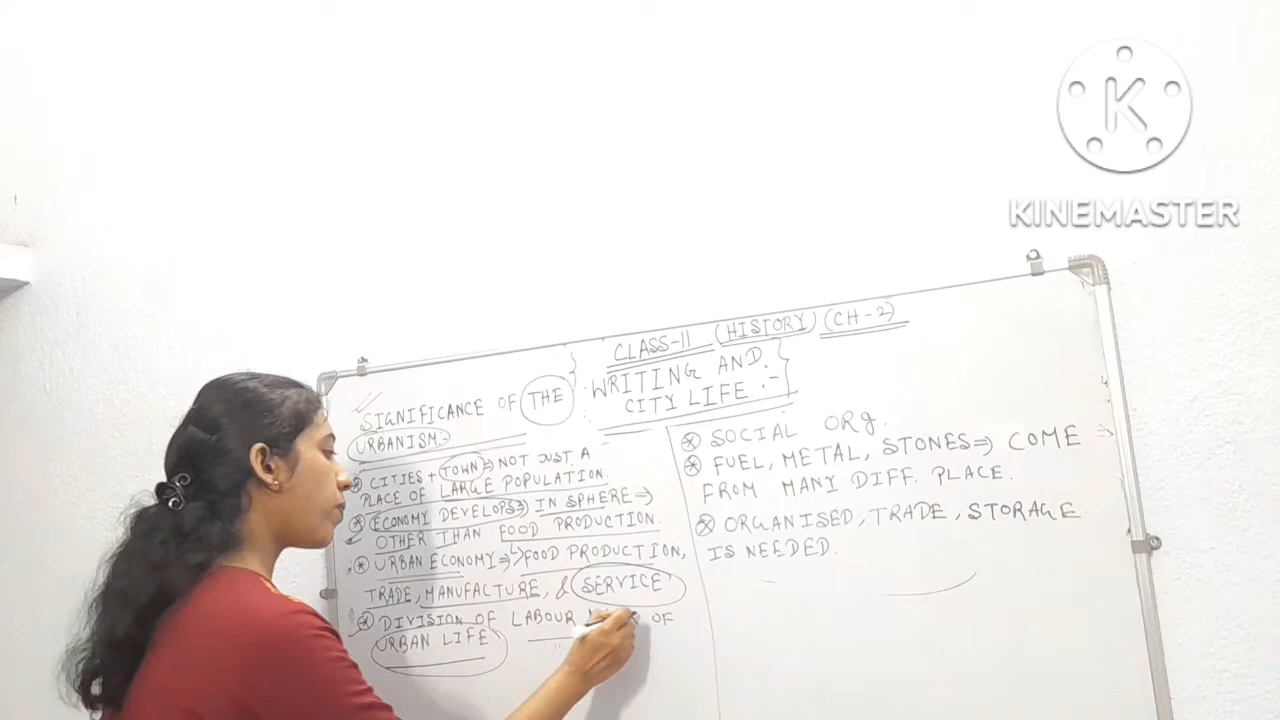 K
KINEMASTER
CLASS-11 (HISTORY) (CH-2)
WRITING AND
CITY LIFE :-
SIGNIFICANCE OF THE
URBANISM:-
CITIES + TOWN ⇒ NOT JUST A
PLACE OF LARGE POPULATION.
ECONOMY DEVELOPS ⇒ IN SPHERE ⇒
OTHER THAN FOOD PRODUCTION.
URBAN ECONOMY ⇒ FOOD PRODUCTION,
TRADE, MANUFACTURE, & SERVICE
DIVISION OF LABOUR OF
URBAN LIFE
SOCIAL ORG.
FUEL, METAL, STONES ⇒ COME ⇒
FROM MANY DIFF. PLACE.
ORGANISED, TRADE, STORAGE
IS NEEDED.